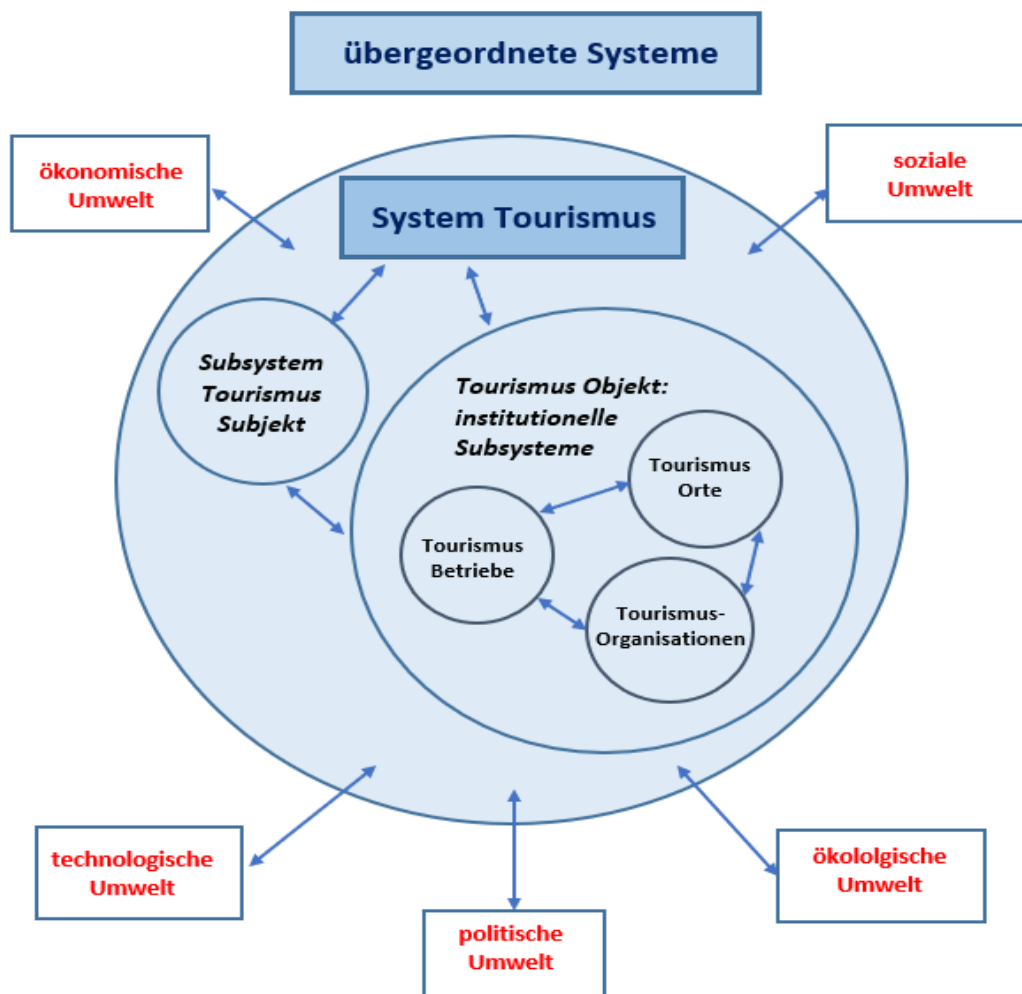 übergeordnete Systeme
ökonomische
Umwelt
soziale
Umwelt
System Tourismus
Subsystem
Tourismus
Subjekt
Tourismus Objekt:
institutionelle
Subsysteme
Tourismus
Orte
Tourismus
Betriebe
Tourismus-
Organisationen
technologische
Umwelt
politische
Umwelt
ökololgische
Umwelt